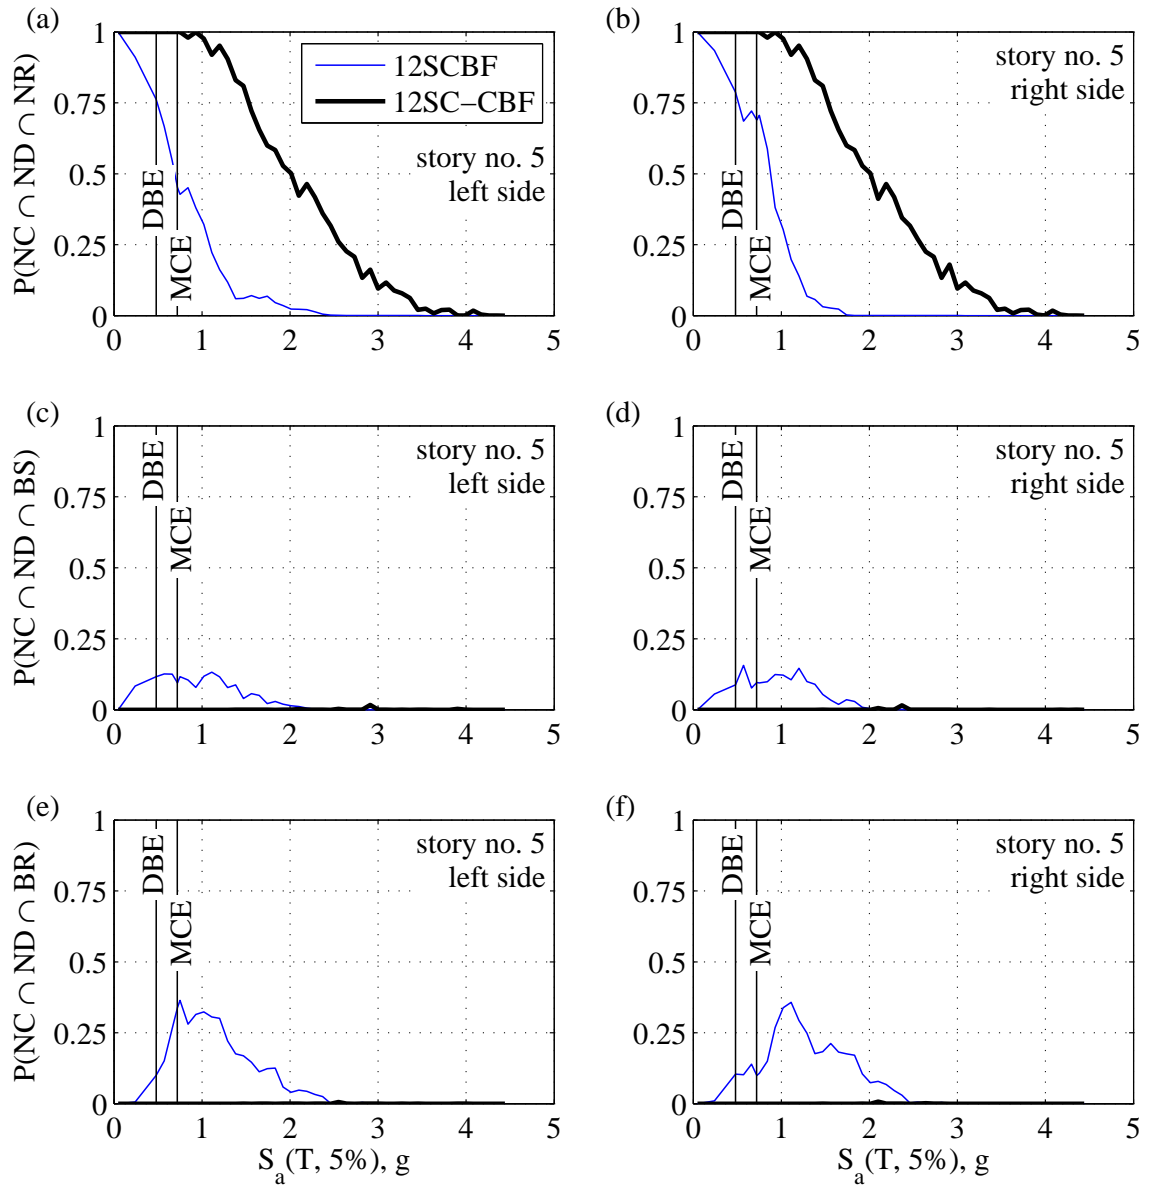 (a)
P(NC ∩ ND ∩ NR)
1
0.75
0.5
0.25
0
0 1 2 3 4 5
DBE
MCE
12SCBF
12SC−CBF
story no. 5
left side
(b)
1
0.75
0.5
0.25
0
0 1 2 3 4 5
DBE
MCE
story no. 5
right side
(c)
P(NC ∩ ND ∩ BS)
1
0.75
0.5
0.25
0
0 1 2 3 4 5
DBE
MCE
story no. 5
left side
(d)
1
0.75
0.5
0.25
0
0 1 2 3 4 5
DBE
MCE
story no. 5
right side
(e)
P(NC ∩ ND ∩ BR)
1
0.75
0.5
0.25
0
0 1 2 3 4 5
DBE
MCE
story no. 5
left side
S_a(T, 5%), g
(f)
1
0.75
0.5
0.25
0
0 1 2 3 4 5
DBE
MCE
story no. 5
right side
S_a(T, 5%), g